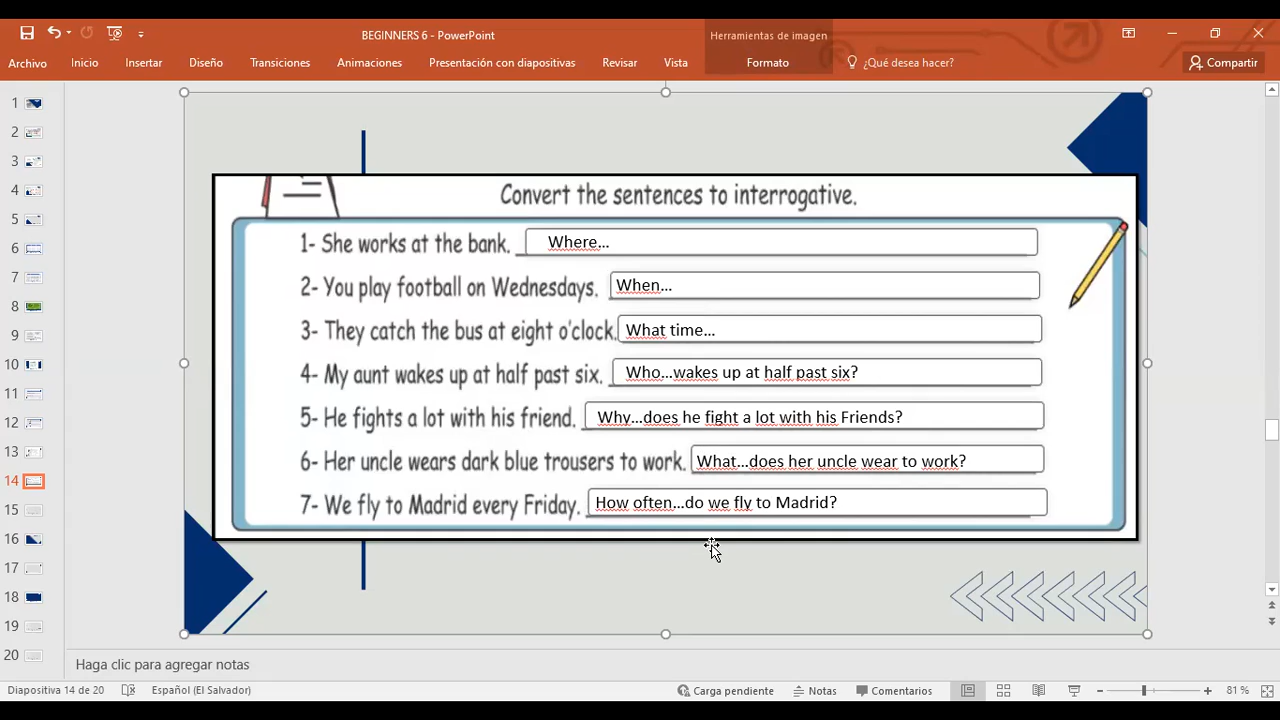 BEGINNERS 6 - PowerPoint
Herramientas de imagen
Archivo Inicio Insertar Diseño Transiciones Animaciones Presentación con diapositivas Revisar Vista Formato ¿Qué desea hacer? Compartir
1
2
3
4
5
6
7
8
9
10
11
12
13
14
15
16
17
18
19
20
Convert the sentences to interrogative.
1- She works at the bank. Where...
2- You play football on Wednesdays. When...
3- They catch the bus at eight o'clock. What time...
4- My aunt wakes up at half past six. Who...wakes up at half past six?
5- He fights a lot with his friend. Why...does he fight a lot with his Friends?
6- Her uncle wears dark blue trousers to work. What...does her uncle wear to work?
7- We fly to Madrid every Friday. How often...do we fly to Madrid?
Haga clic para agregar notas
Diapositiva 14 de 20 Español (El Salvador) Carga pendiente Notas Comentarios 81 %